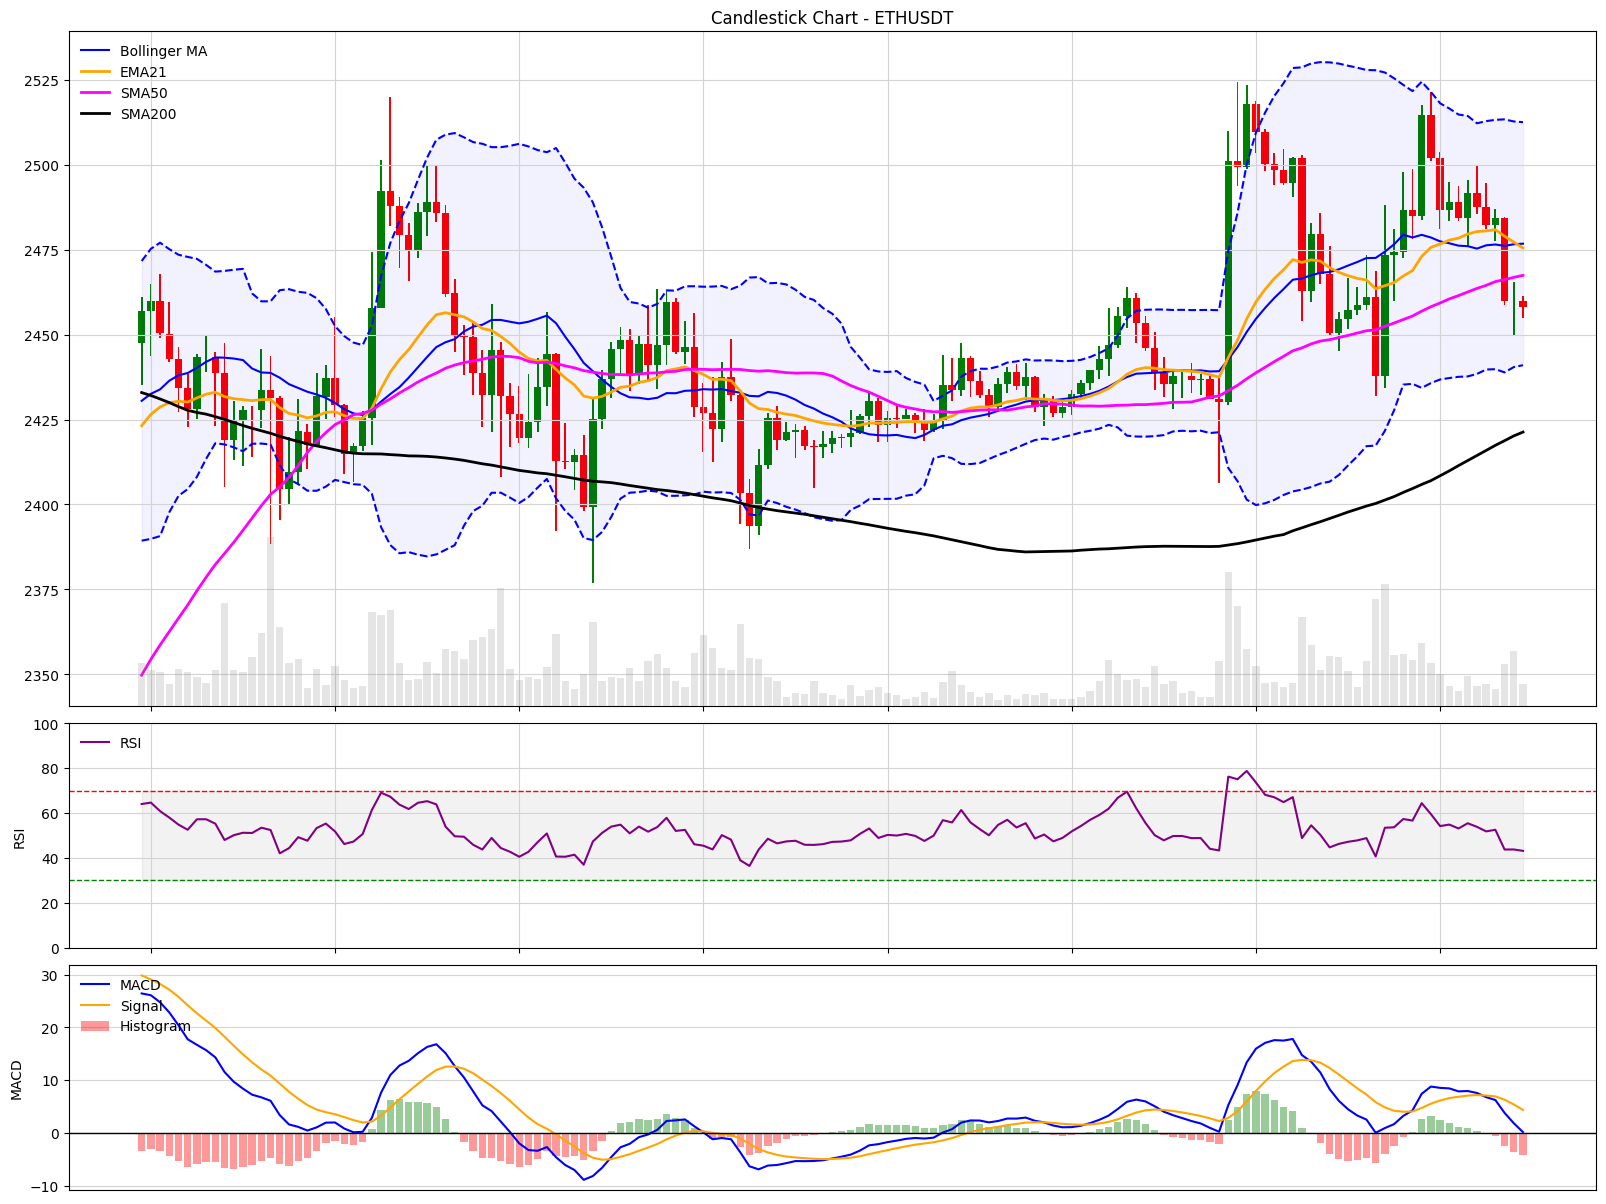 Candlestick Chart - ETHUSDT
Bollinger MA
EMA21
SMA50
SMA200
2525
2500
2475
2450
2425
2400
2375
2350
RSI
RSI
100
80
60
40
20
0
MACD
Signal
Histogram
MACD
30
20
10
0
−10